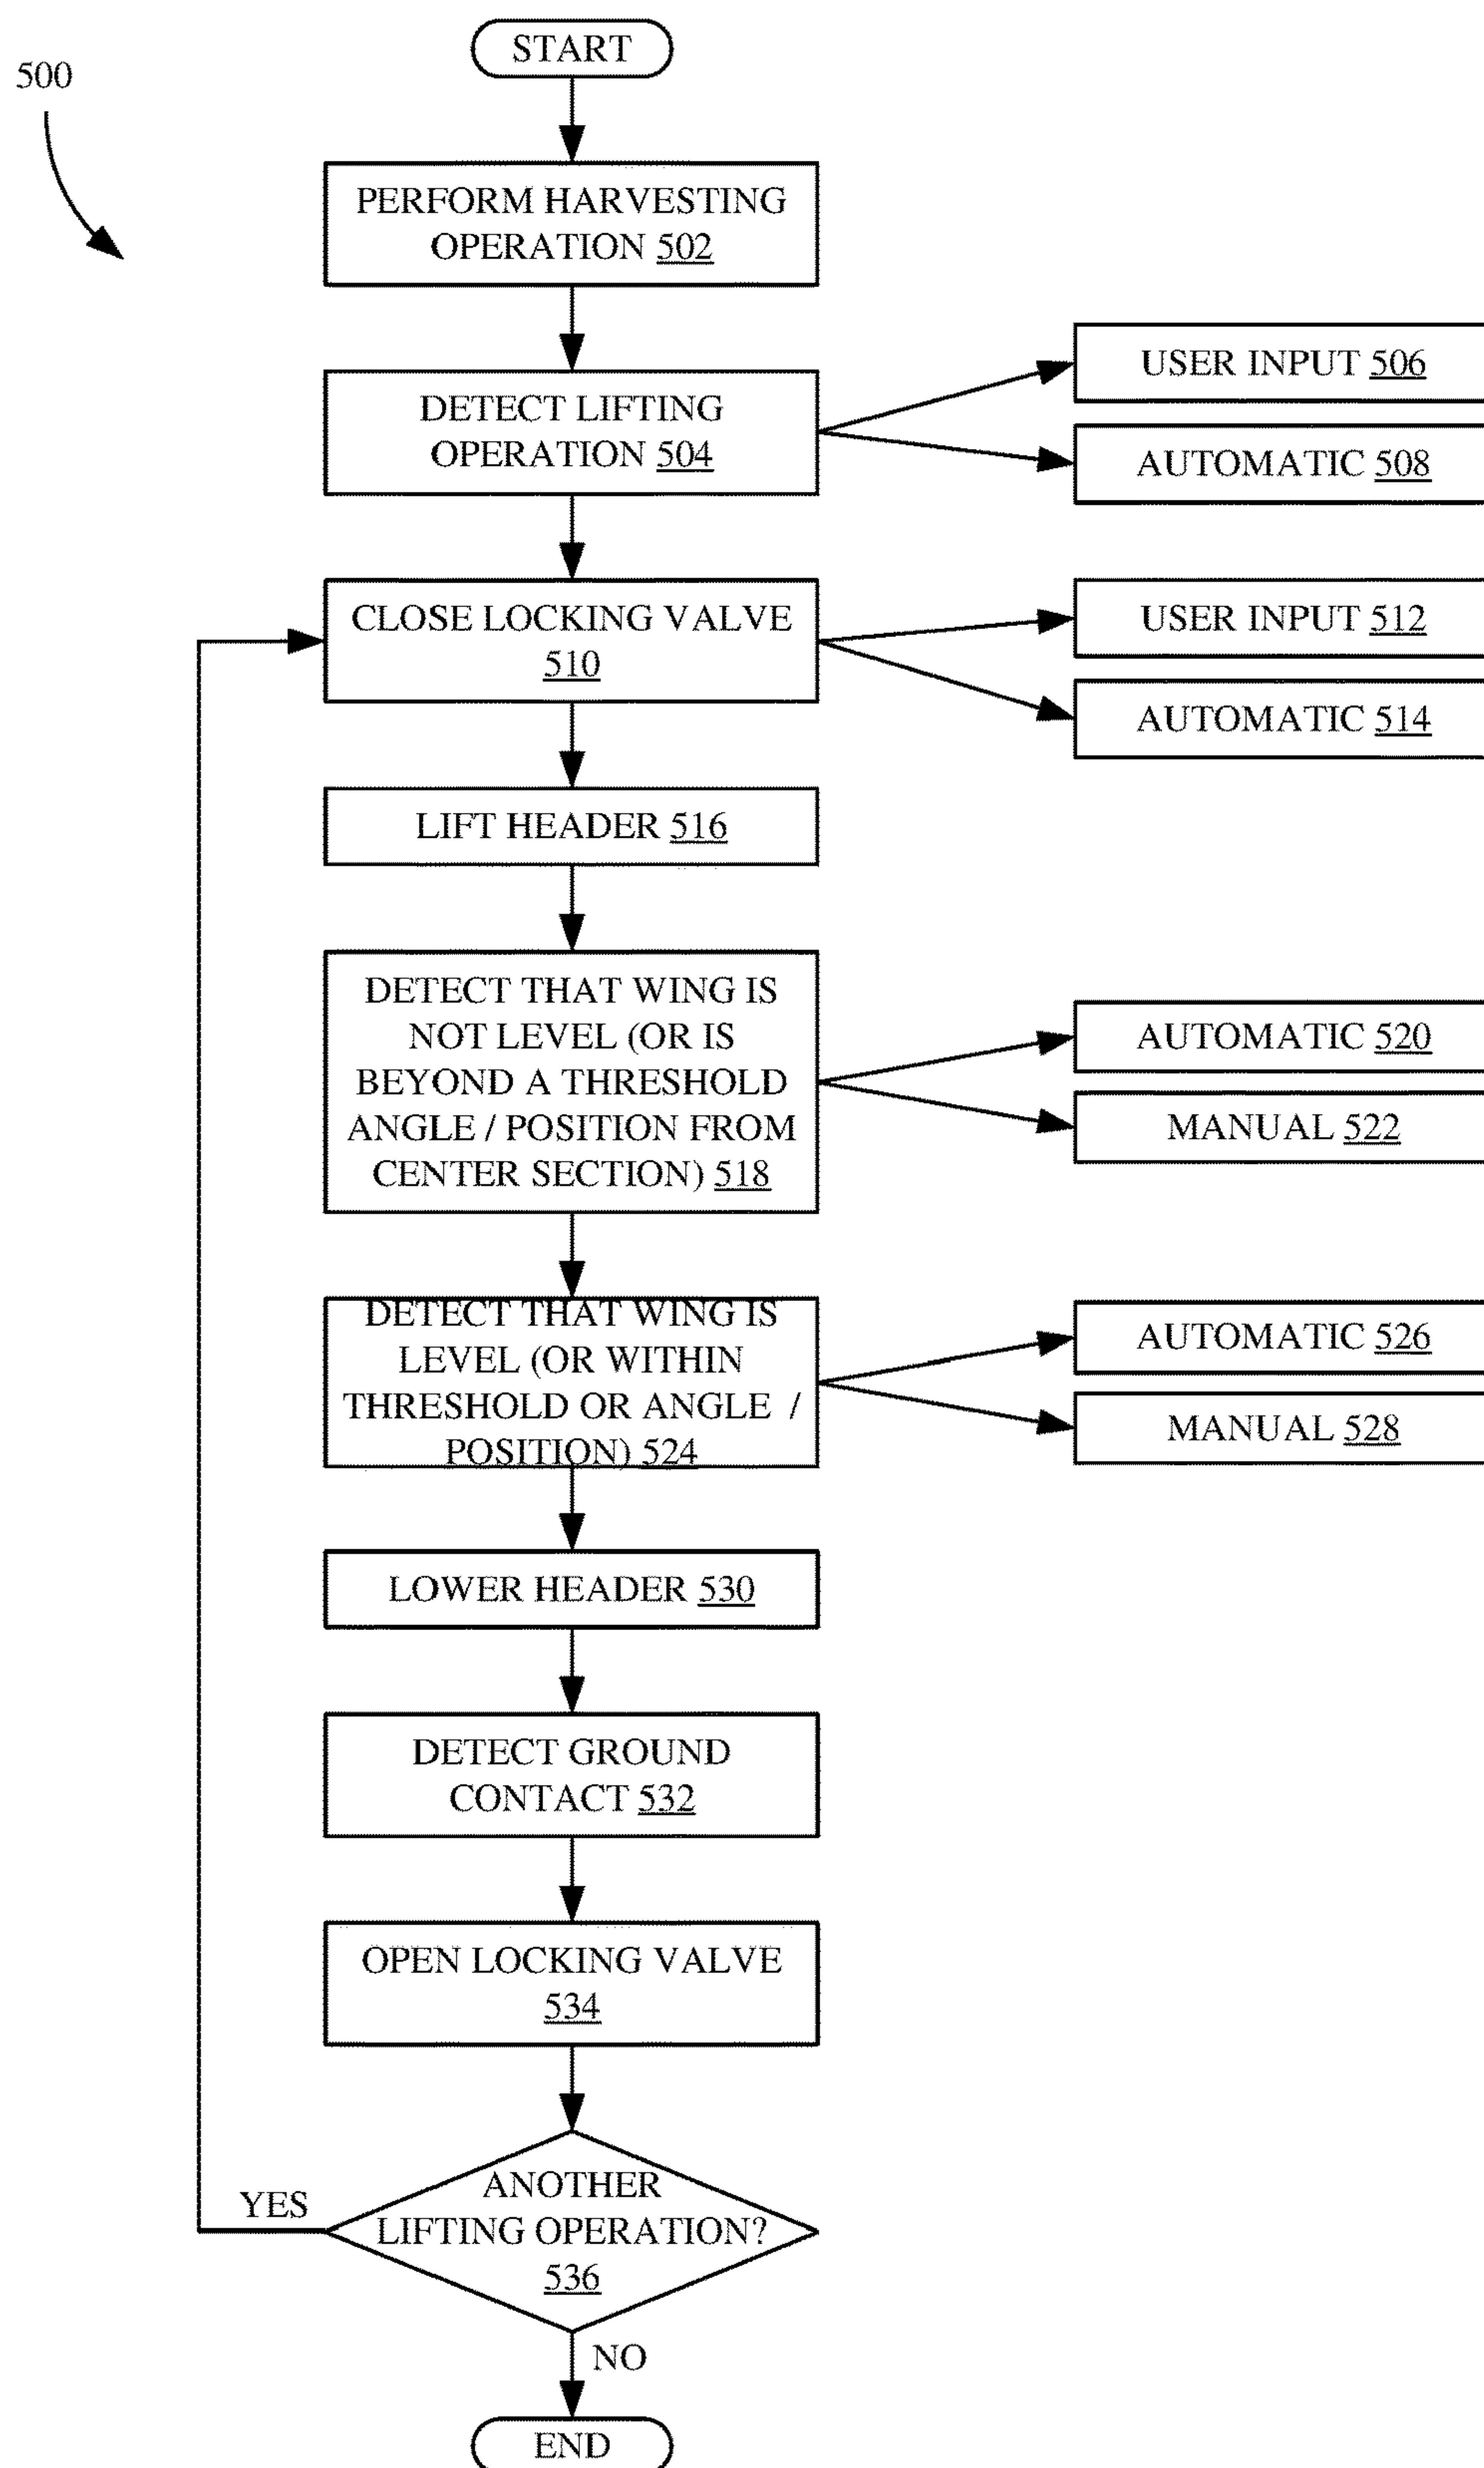 START
500
PERFORM HARVESTING
OPERATION 502
DETECT LIFTING
OPERATION 504
USER INPUT 506
AUTOMATIC 508
CLOSE LOCKING VALVE
510
USER INPUT 512
AUTOMATIC 514
LIFT HEADER 516
DETECT THAT WING IS
NOT LEVEL (OR IS
BEYOND A THRESHOLD
ANGLE / POSITION FROM
CENTER SECTION) 518
AUTOMATIC 520
MANUAL 522
DETECT THAT WING IS
LEVEL (OR WITHIN
THRESHOLD OR ANGLE /
POSITION) 524
AUTOMATIC 526
MANUAL 528
LOWER HEADER 530
DETECT GROUND
CONTACT 532
OPEN LOCKING VALVE
534
ANOTHER
LIFTING OPERATION?
536
YES
NO
END